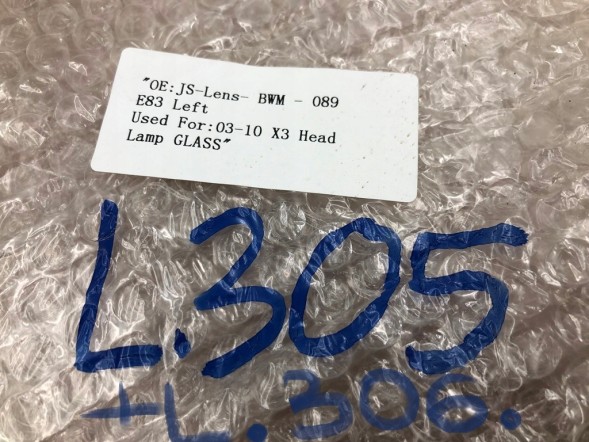 "OE:JS-Lens- BWM - 089
E83 Left
Used For:03-10 X3 Head
Lamp GLASS"
L.305
+L.306.